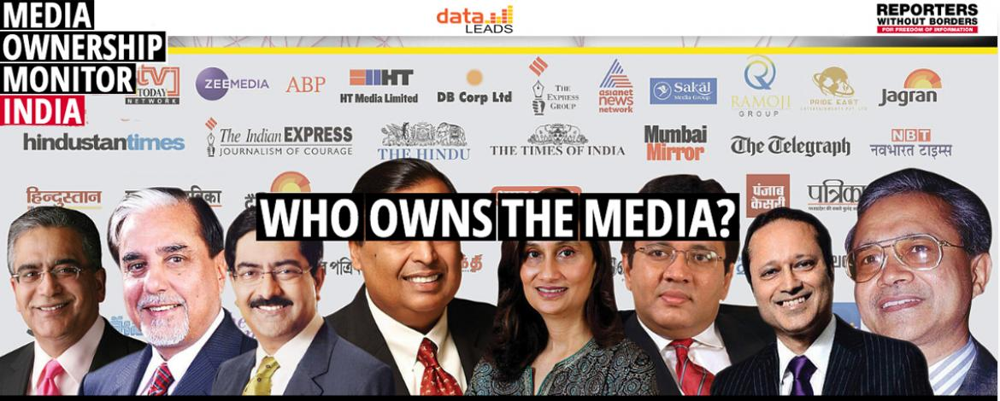 MEDIA
OWNERSHIP
MONITOR
INDIA
data
LEADS
REPORTERS
WITHOUT BORDERS
FOR FREEDOM OF INFORMATION
TODAY
NETWORK
ZEEMEDIA
ABP
HT
HT Media Limited
DB Corp Ltd
THE
EXPRESS
GROUP
asianet
news
network
Sakal
Media Group
RAMOJI
GROUP
PRIDE EAST
ENTERTAINMENTS PVT. LTD
Jagran
hindustantimes
The Indian EXPRESS
JOURNALISM OF COURAGE
THE HINDU
THE TIMES OF INDIA
Mumbai
Mirror
The Telegraph
NBT
नवभारत टाइम्स
हिन्दुस्तान
पंजाब
केसरी
पत्रिका
WHO OWNS THE MEDIA?